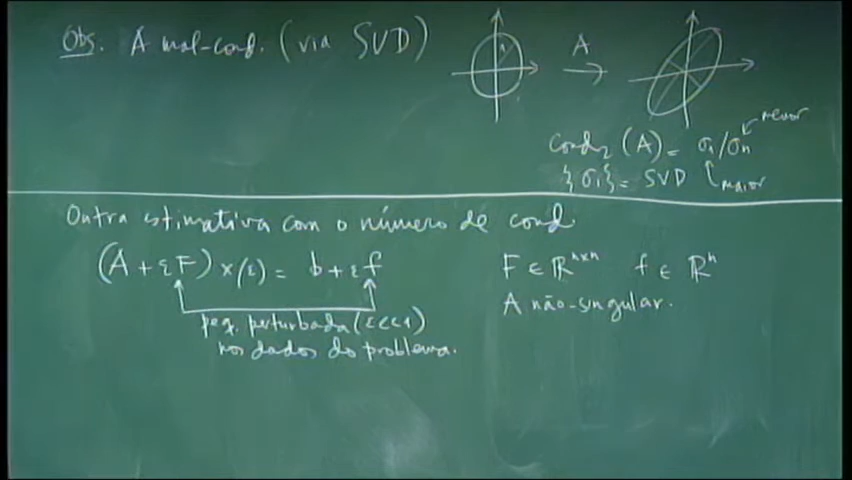 Obs. A mal-cond. (via SVD)
1
A
cond₂ (A) = σ₁/σₙ
menor
{σᵢ} = SVD
maior
Outra estimativa com o número de cond.
(A + εF) x(ε) = b + εf
F ∈ ℝⁿˣⁿ f ∈ ℝⁿ
A não-singular.
peq. perturbada (ε<<1)
nos dados do problema.